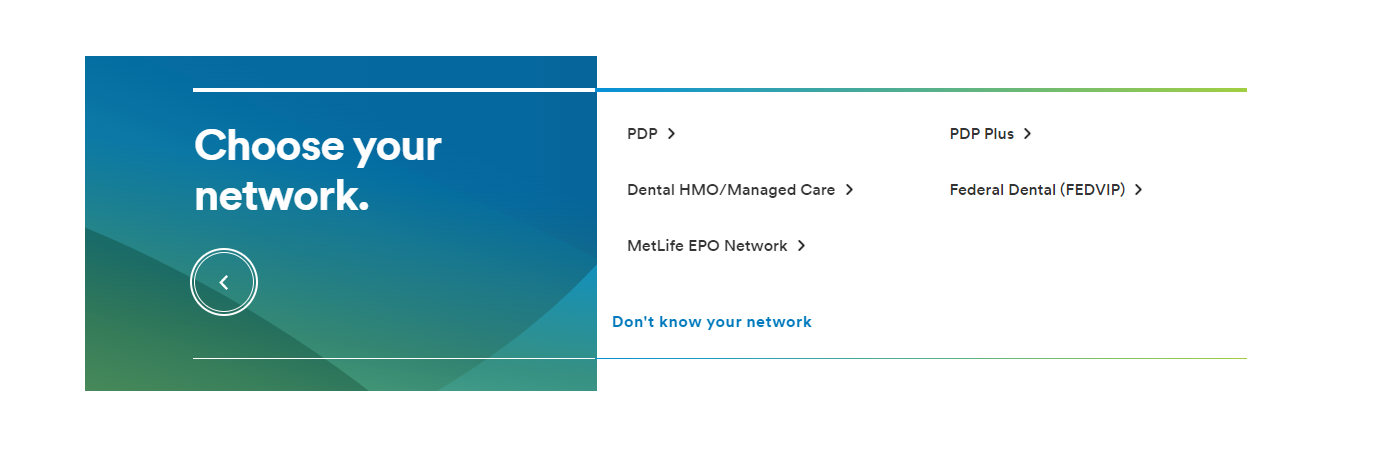 Choose your
network.
PDP
PDP Plus
Dental HMO/Managed Care
Federal Dental (FEDVIP)
MetLife EPO Network
Don't know your network